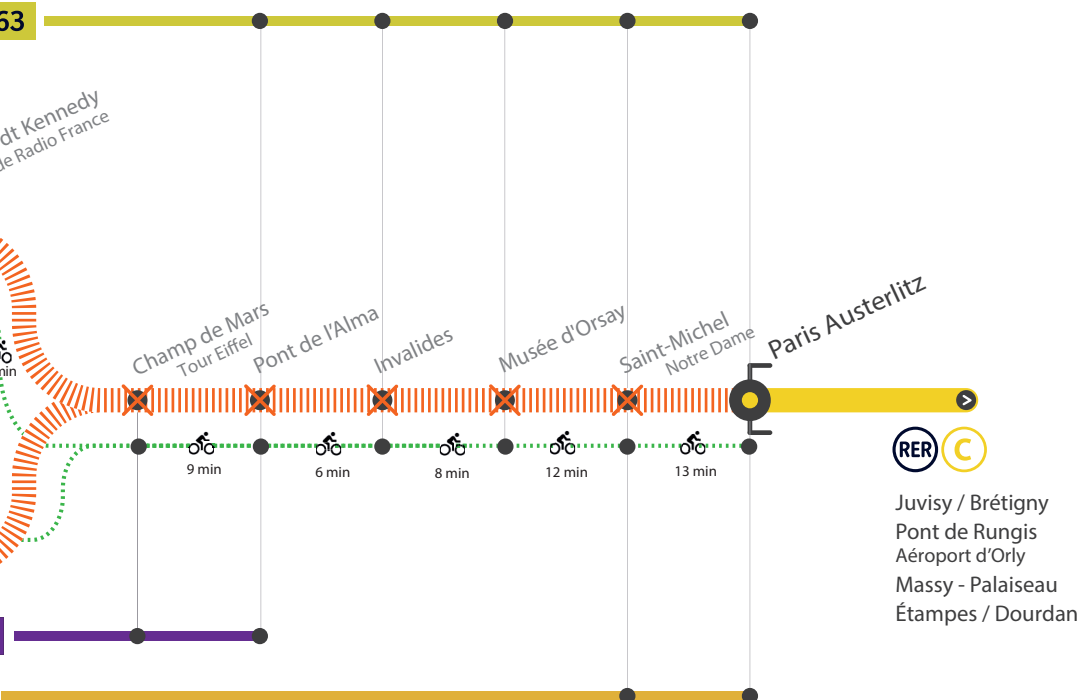 63
dt Kennedy
de Radio France
min
Champ de Mars
Tour Eiffel
Pont de l'Alma
Invalides
Musée d'Orsay
Saint-Michel
Notre Dame
Paris Austerlitz
9 min
6 min
8 min
12 min
13 min
RER C
Juvisy / Brétigny
Pont de Rungis
Aéroport d'Orly
Massy - Palaiseau
Étampes / Dourdan